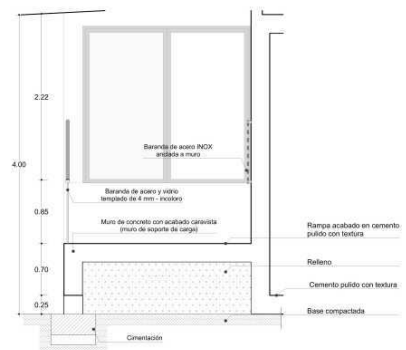 2.22
Baranda de acero INOX
anclada a muro
4.00
Baranda de acero y vidrio
templado de 4 mm - incoloro
0.85
Muro de concreto con acabado caravista
(muro de soporte de carga)
Rampa acabado en cemento
pulido con textura
Relleno
0.70
Cemento pulido con textura
0.25
Base compactada
Cimentación